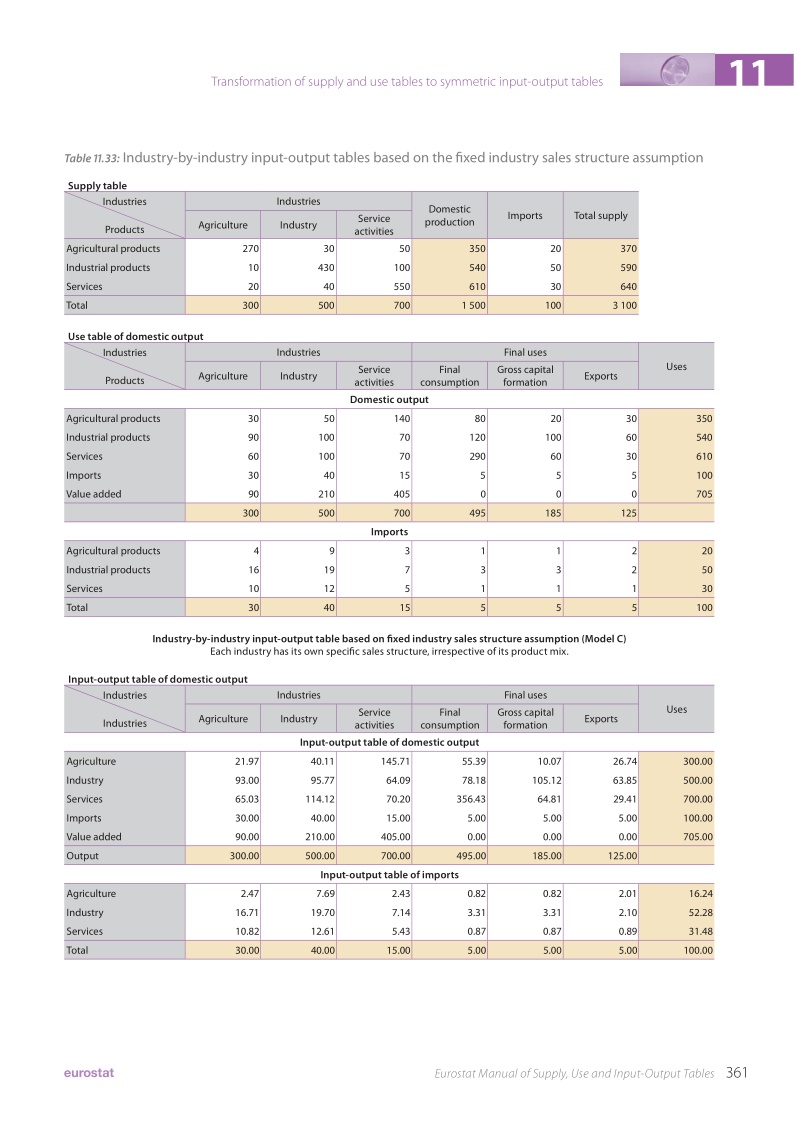 Transformation of supply and use tables to symmetric input-output tables 11
Table 11.33: Industry-by-industry input-output tables based on the fixed industry sales structure assumption
Supply table
Industries Products Industries Domestic production Imports Total supply
Agriculture Industry Service activities
Agricultural products 270 30 50 350 20 370
Industrial products 10 430 100 540 50 590
Services 20 40 550 610 30 640
Total 300 500 700 1 500 100 3 100
Use table of domestic output
Industries Products Industries Final uses Uses
Agriculture Industry Service activities Final consumption Gross capital formation Exports
Domestic output
Agricultural products 30 50 140 80 20 30 350
Industrial products 90 100 70 120 100 60 540
Services 60 100 70 290 60 30 610
Imports 30 40 15 5 5 5 100
Value added 90 210 405 0 0 0 705
300 500 700 495 185 125
Imports
Agricultural products 4 9 3 1 1 2 20
Industrial products 16 19 7 3 3 2 50
Services 10 12 5 1 1 1 30
Total 30 40 15 5 5 5 100
Industry-by-industry input-output table based on fixed industry sales structure assumption (Model C)
Each industry has its own specific sales structure, irrespective of its product mix.
Input-output table of domestic output
Industries Industries Industries Final uses Uses
Agriculture Industry Service activities Final consumption Gross capital formation Exports
Input-output table of domestic output
Agriculture 21.97 40.11 145.71 55.39 10.07 26.74 300.00
Industry 93.00 95.77 64.09 78.18 105.12 63.85 500.00
Services 65.03 114.12 70.20 356.43 64.81 29.41 700.00
Imports 30.00 40.00 15.00 5.00 5.00 5.00 100.00
Value added 90.00 210.00 405.00 0.00 0.00 0.00 705.00
Output 300.00 500.00 700.00 495.00 185.00 125.00
Input-output table of imports
Agriculture 2.47 7.69 2.43 0.82 0.82 2.01 16.24
Industry 16.71 19.70 7.14 3.31 3.31 2.10 52.28
Services 10.82 12.61 5.43 0.87 0.87 0.89 31.48
Total 30.00 40.00 15.00 5.00 5.00 5.00 100.00
eurostat Eurostat Manual of Supply, Use and Input-Output Tables 361